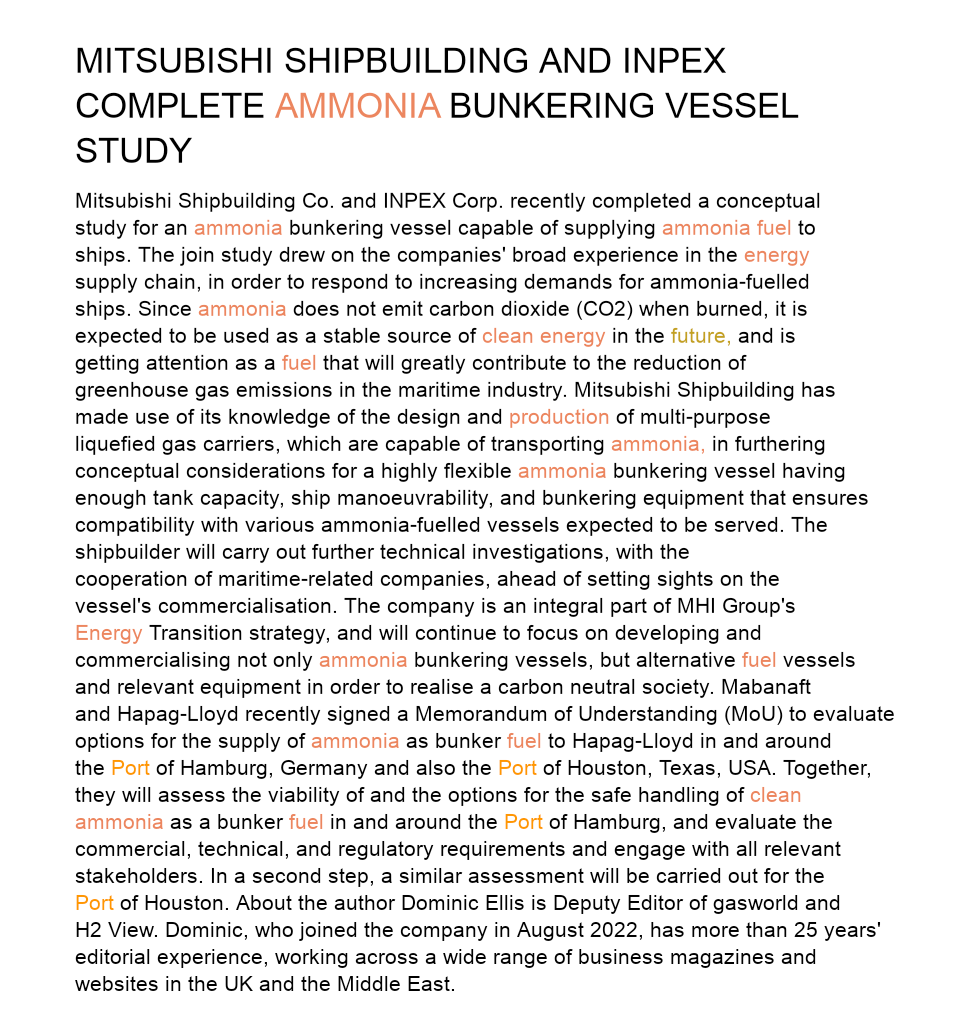 MITSUBISHI SHIPBUILDING AND INPEX
COMPLETE AMMONIA BUNKERING VESSEL
STUDY
Mitsubishi Shipbuilding Co. and INPEX Corp. recently completed a conceptual
study for an ammonia bunkering vessel capable of supplying ammonia fuel to
ships. The join study drew on the companies' broad experience in the energy
supply chain, in order to respond to increasing demands for ammonia-fuelled
ships. Since ammonia does not emit carbon dioxide (CO2) when burned, it is
expected to be used as a stable source of clean energy in the future, and is
getting attention as a fuel that will greatly contribute to the reduction of
greenhouse gas emissions in the maritime industry. Mitsubishi Shipbuilding has
made use of its knowledge of the design and production of multi-purpose
liquefied gas carriers, which are capable of transporting ammonia, in furthering
conceptual considerations for a highly flexible ammonia bunkering vessel having
enough tank capacity, ship manoeuvrability, and bunkering equipment that ensures
compatibility with various ammonia-fuelled vessels expected to be served. The
shipbuilder will carry out further technical investigations, with the
cooperation of maritime-related companies, ahead of setting sights on the
vessel's commercialisation. The company is an integral part of MHI Group's
Energy Transition strategy, and will continue to focus on developing and
commercialising not only ammonia bunkering vessels, but alternative fuel vessels
and relevant equipment in order to realise a carbon neutral society. Mabanaft
and Hapag-Lloyd recently signed a Memorandum of Understanding (MoU) to evaluate
options for the supply of ammonia as bunker fuel to Hapag-Lloyd in and around
the Port of Hamburg, Germany and also the Port of Houston, Texas, USA. Together,
they will assess the viability of and the options for the safe handling of clean
ammonia as a bunker fuel in and around the Port of Hamburg, and evaluate the
commercial, technical, and regulatory requirements and engage with all relevant
stakeholders. In a second step, a similar assessment will be carried out for the
Port of Houston. About the author Dominic Ellis is Deputy Editor of gasworld and
H2 View. Dominic, who joined the company in August 2022, has more than 25 years'
editorial experience, working across a wide range of business magazines and
websites in the UK and the Middle East.